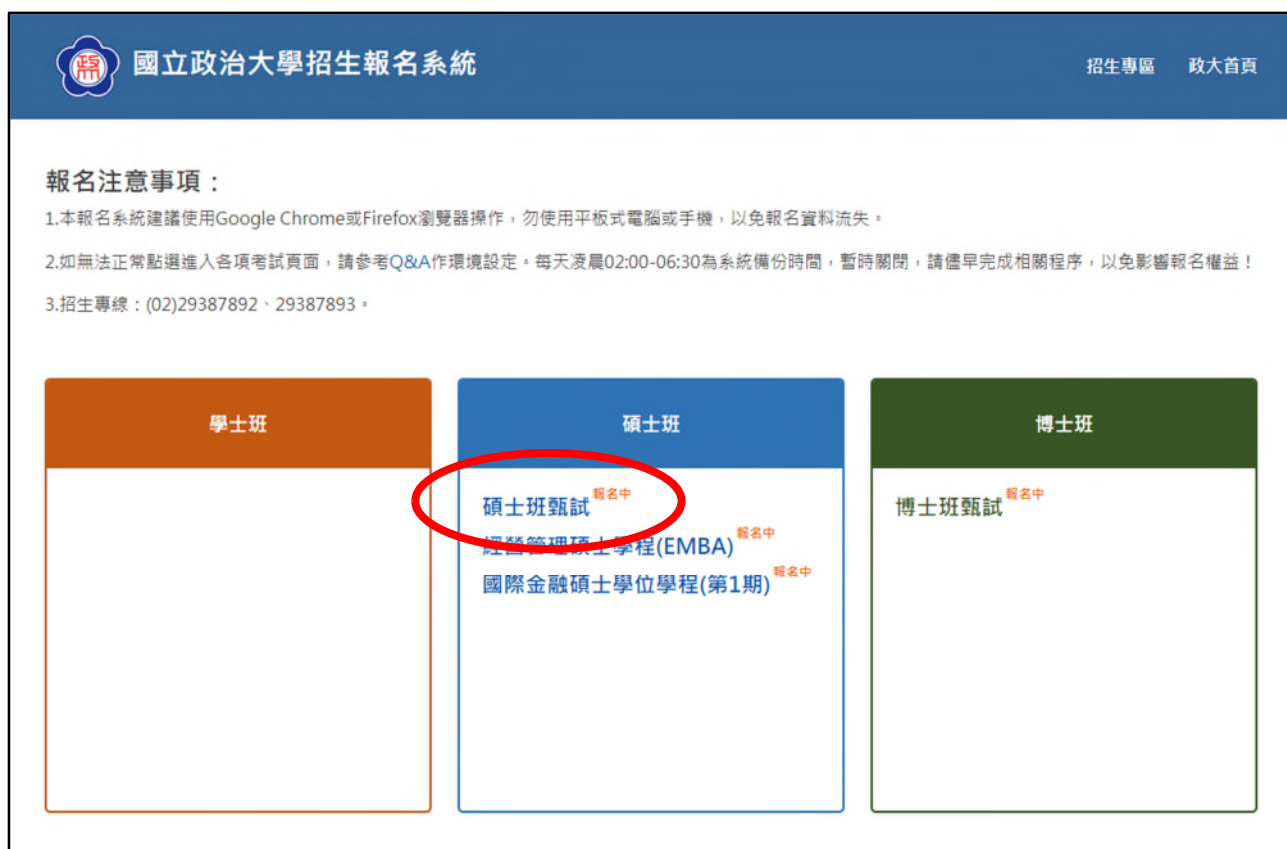 政
國立政治大學招生報名系統
招生專區 政大首頁
報名注意事項：
1.本報名系統建議使用Google Chrome或Firefox瀏覽器操作，勿使用平板式電腦或手機，以免報名資料流失。
2.如無法正常點選進入各項考試頁面，請參考Q&A作環境設定。每天凌晨02:00-06:30為系統備份時間，暫時關閉，請儘早完成相關程序，以免影響報名權益！
3.招生專線：(02)29387892、29387893。
學士班
碩士班
碩士班甄試 報名中
經營管理碩士學程(EMBA) 報名中
國際金融碩士學位學程(第1期) 報名中
博士班
博士班甄試 報名中